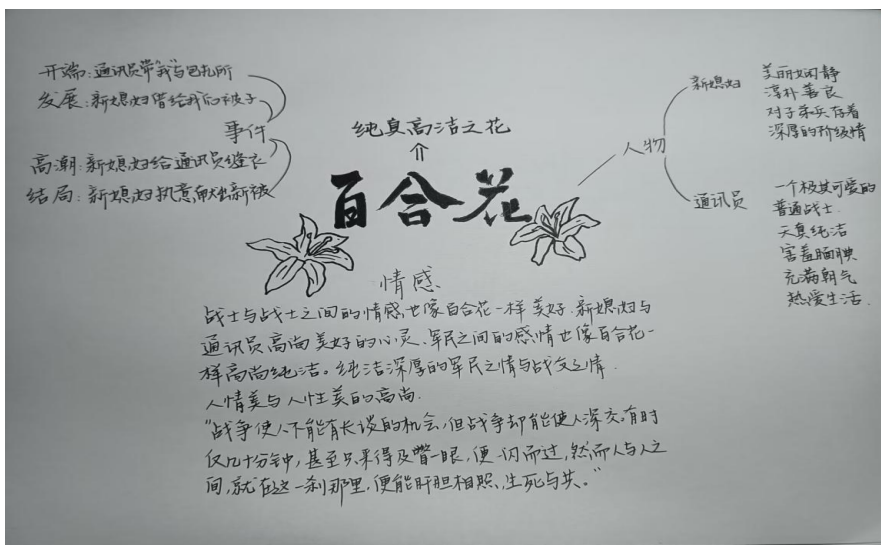 开端:通讯员带"我"与包扎所
发展:新媳妇借给我们被子
事件
高潮:新媳妇给通讯员缝衣
结局:新媳妇执意献出新被
纯真高洁之花
百合花
人物
新媳妇
美丽娴静
淳朴善良
对子弟兵存着
深厚的阶级情
通讯员
一个极其可爱的
普通战士.
天真纯洁
害羞腼腆
充满朝气
热爱生活.
情感
战士与战士之间的情感,也像百合花一样美好.新媳妇与
通讯员高尚美好的心灵、军民之间的感情也像百合花一
样高尚纯洁。纯洁深厚的军民之情与战友之情.
人情美与人性美的高尚.
"战争使人不能有长谈的机会,但战争却能使人深交,有时
仅几十分钟,甚至只来得及瞥一眼,便一闪而过,然而人与人之
间,就在这一刹那里,便能肝胆相照、生死与共。"